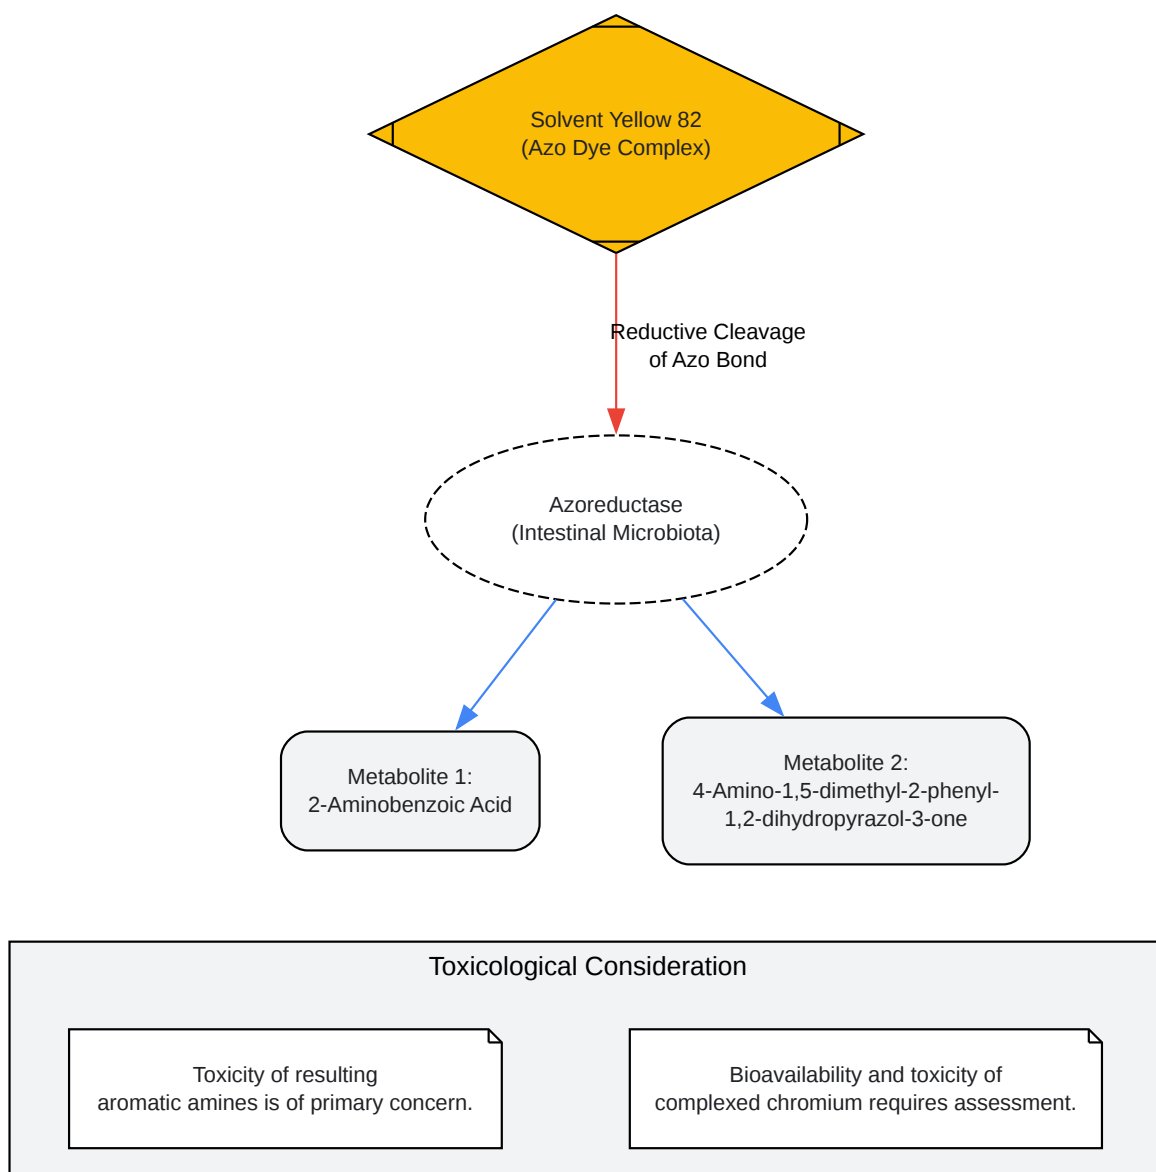 Solvent Yellow 82
(Azo Dye Complex)
Reductive Cleavage
of Azo Bond
Azoreductase
(Intestinal Microbiota)
Metabolite 1:
2-Aminobenzoic Acid
Metabolite 2:
4-Amino-1,5-dimethyl-2-phenyl-
1,2-dihydropyrazol-3-one
Toxicological Consideration
Toxicity of resulting
aromatic amines is of primary concern.
Bioavailability and toxicity of
complexed chromium requires assessment.